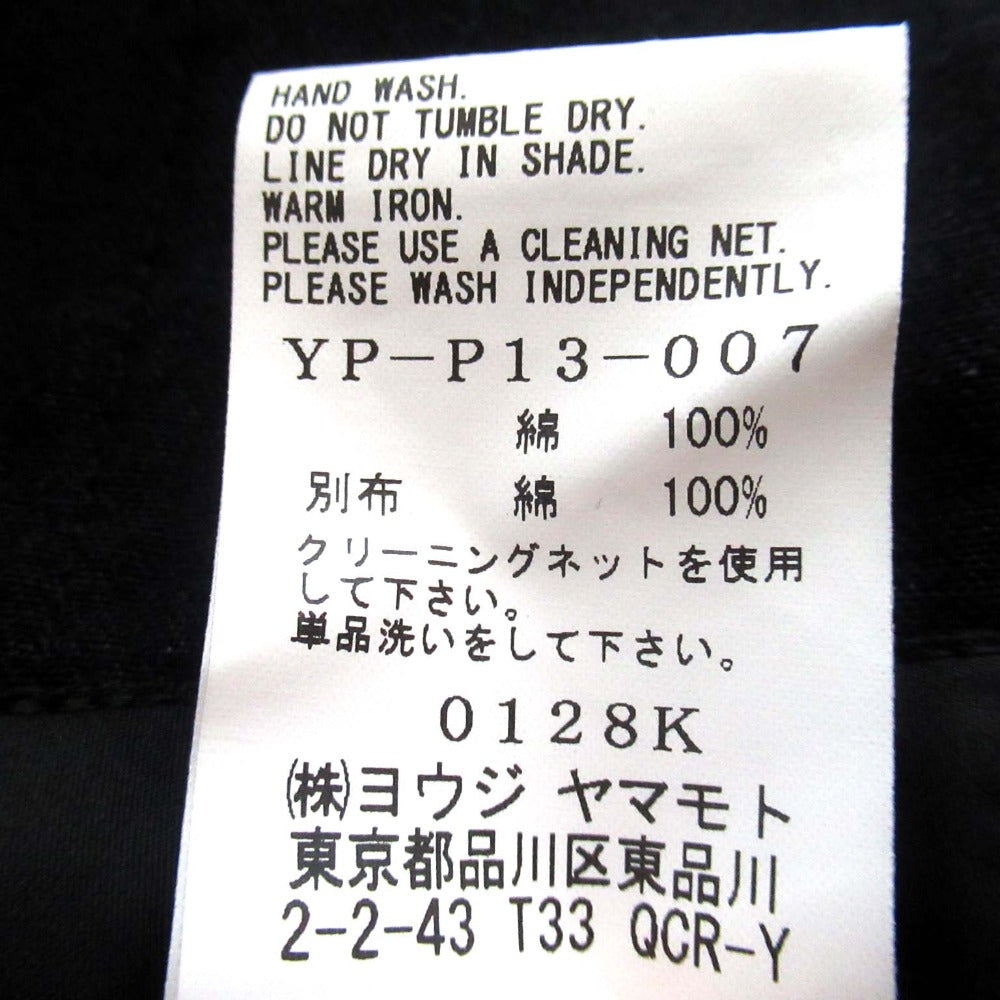 HAND WASH.
DO NOT TUMBLE DRY.
LINE DRY IN SHADE.
WARM IRON.
PLEASE USE A CLEANING NET.
PLEASE WASH INDEPENDENTLY.
YP-P13-007
綿 100%
別布 綿 100%
クリーニングネットを使用
して下さい。
単品洗いをして下さい。
0128K
㈱ヨウジ ヤマモト
東京都品川区東品川
2-2-43 T33 QCR-Y